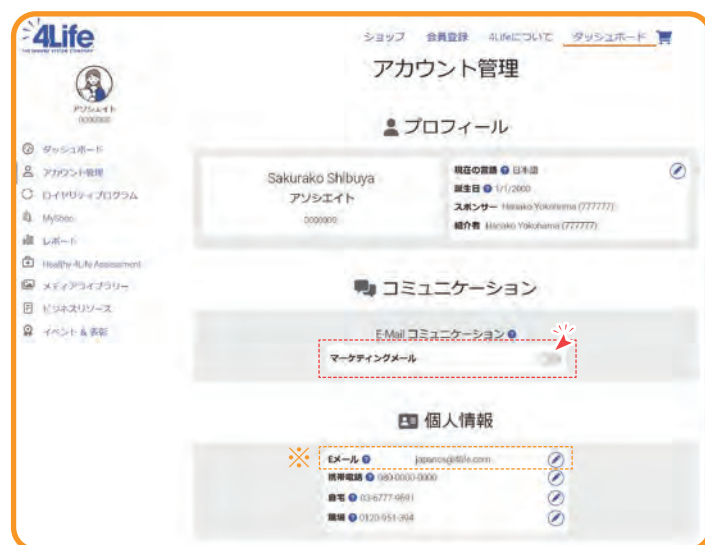 4Life
THE IMMUNE SYSTEM COMPANY
ショップ 会員登録 4Lifeについて ダッシュボード
アソシエイト
0000000
ダッシュボード
アカウント管理
ロイヤリティプログラム
MyShop
レポート
Healthy 4Life Assessment
メディアライブラリー
ビジネスリソース
イベント & 表彰
アカウント管理
プロフィール
Sakurako Shibuya
アソシエイト
0000000
現在の言語 ? 日本語
誕生日 ? 1/1/2000
スポンサー Hanako Yokohama (777777)
紹介者 Hanako Yokohama (777777)
コミュニケーション
E-Mail コミュニケーション ?
マーケティングメール
個人情報
※
Eメール ? japancs@4life.com
携帯電話 ? 080-0000-0000
自宅 ? 03-6777-9691
職場 ? 0120-951-394